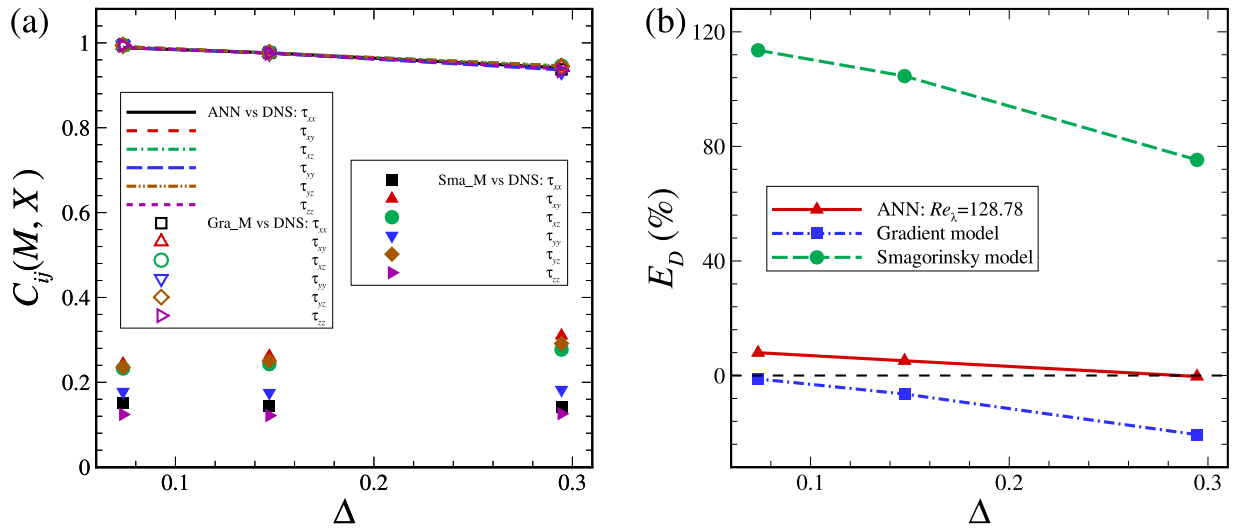 (a)
C_ij(M, X)
1
0.8
0.6
0.4
0.2
0
0.1
0.2
0.3
Δ
ANN vs DNS: τ_xx
τ_xy
τ_xz
τ_yy
τ_yz
τ_zz
Gra_M vs DNS: τ_xx
τ_xy
τ_xz
τ_yy
τ_yz
τ_zz
Sma_M vs DNS: τ_xx
τ_xy
τ_xz
τ_yy
τ_yz
τ_zz
(b)
E_D (%)
120
80
40
0
0.1
0.2
0.3
Δ
ANN: Re_λ=128.78
Gradient model
Smagorinsky model